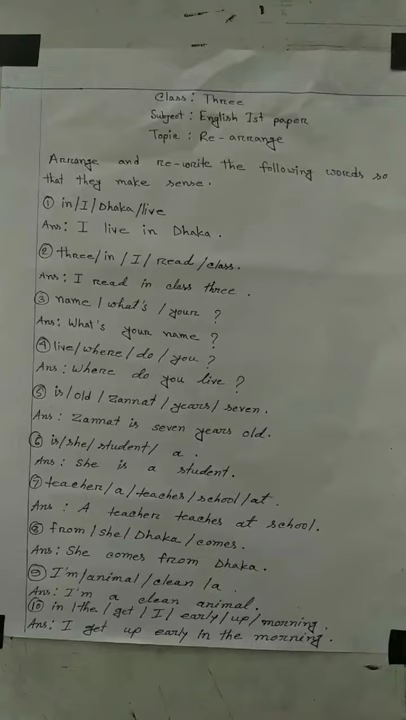 Class: Three
Subject: English Ist paper
Topic: Re-arrange
Arrange and re-write the following words so
that they make sense.
① in/I/Dhaka/live
Ans: I live in Dhaka.
② three/in/I/read/class.
Ans: I read in class three.
③ name/what's/your?
Ans: What's your name?
④ live/where/do/you?
Ans: Where do you live?
⑤ is/old/Zannat/years/seven.
Ans: Zannat is seven years old.
⑥ is/she/student/a.
Ans: She is a student.
⑦ teacher/a/teaches/school/at.
Ans: A teacher teaches at school.
⑧ from/she/Dhaka/comes.
Ans: She comes from Dhaka.
⑨ I'm/animal/clean/a
Ans: I'm a clean animal.
⑩ in/the/get/I/early/up/morning.
Ans: I get up early in the morning.